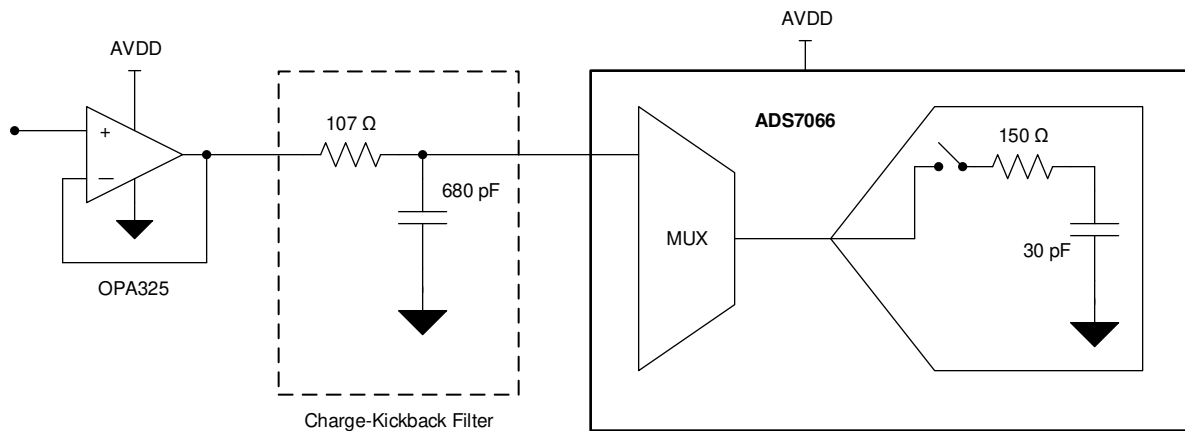 AVDD
AVDD
107 Ω
ADS7066
150 Ω
+
680 pF
−
MUX
30 pF
OPA325
Charge-Kickback Filter